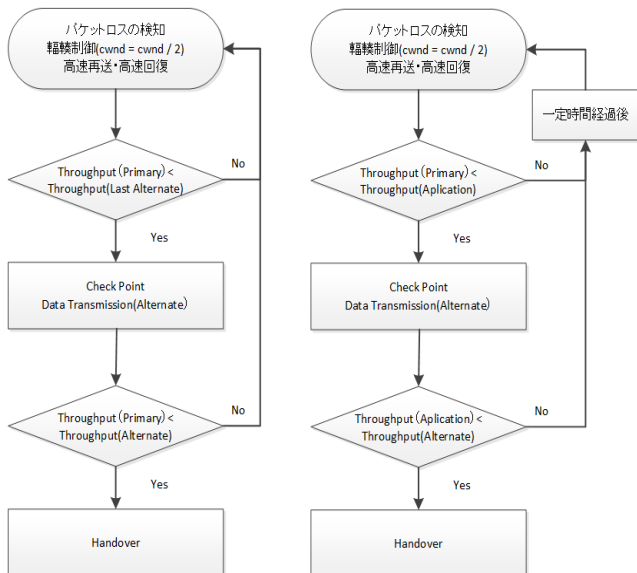 パケットロスの検知
輻輳制御(cwnd = cwnd / 2)
高速再送・高速回復
Throughput(Primary) <
Throughput(Last Alternate)
No
Yes
Check Point
Data Transmission(Alternate)
Throughput(Primary) <
Throughput(Alternate)
No
Yes
Handover
パケットロスの検知
輻輳制御(cwnd = cwnd / 2)
高速再送・高速回復
一定時間経過後
Throughput(Primary) <
Throughput(Aplication)
No
Yes
Check Point
Data Transmission(Alternate)
Throughput(Aplication) <
Throughput(Alternate)
No
Yes
Handover